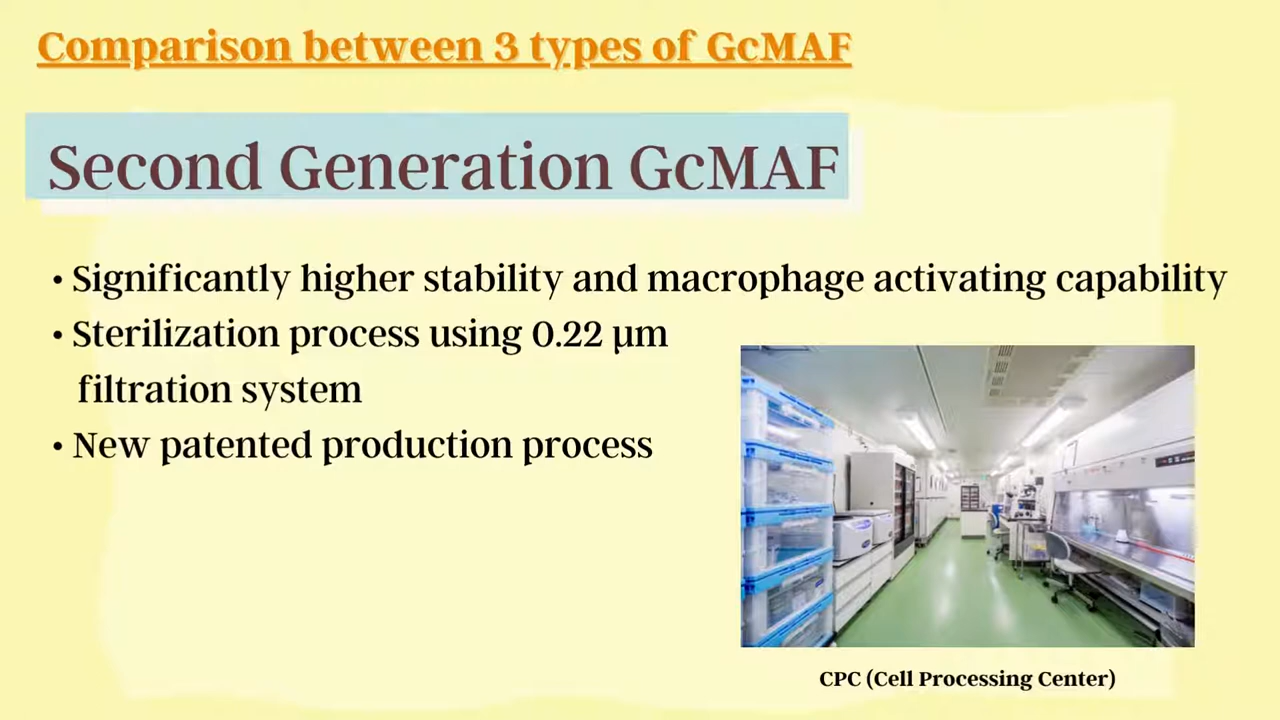 Comparison between 3 types of GcMAF
Second Generation GcMAF
• Significantly higher stability and macrophage activating capability
• Sterilization process using 0.22 μm
filtration system
• New patented production process
CPC (Cell Processing Center)